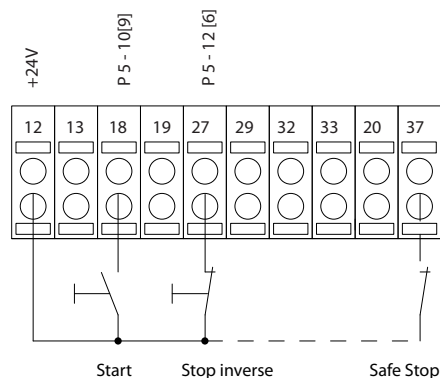 +24V
P 5 - 10[9]
P 5 - 12 [6]
12 13 18 19 27 29 32 33 20 37
Start Stop inverse Safe Stop